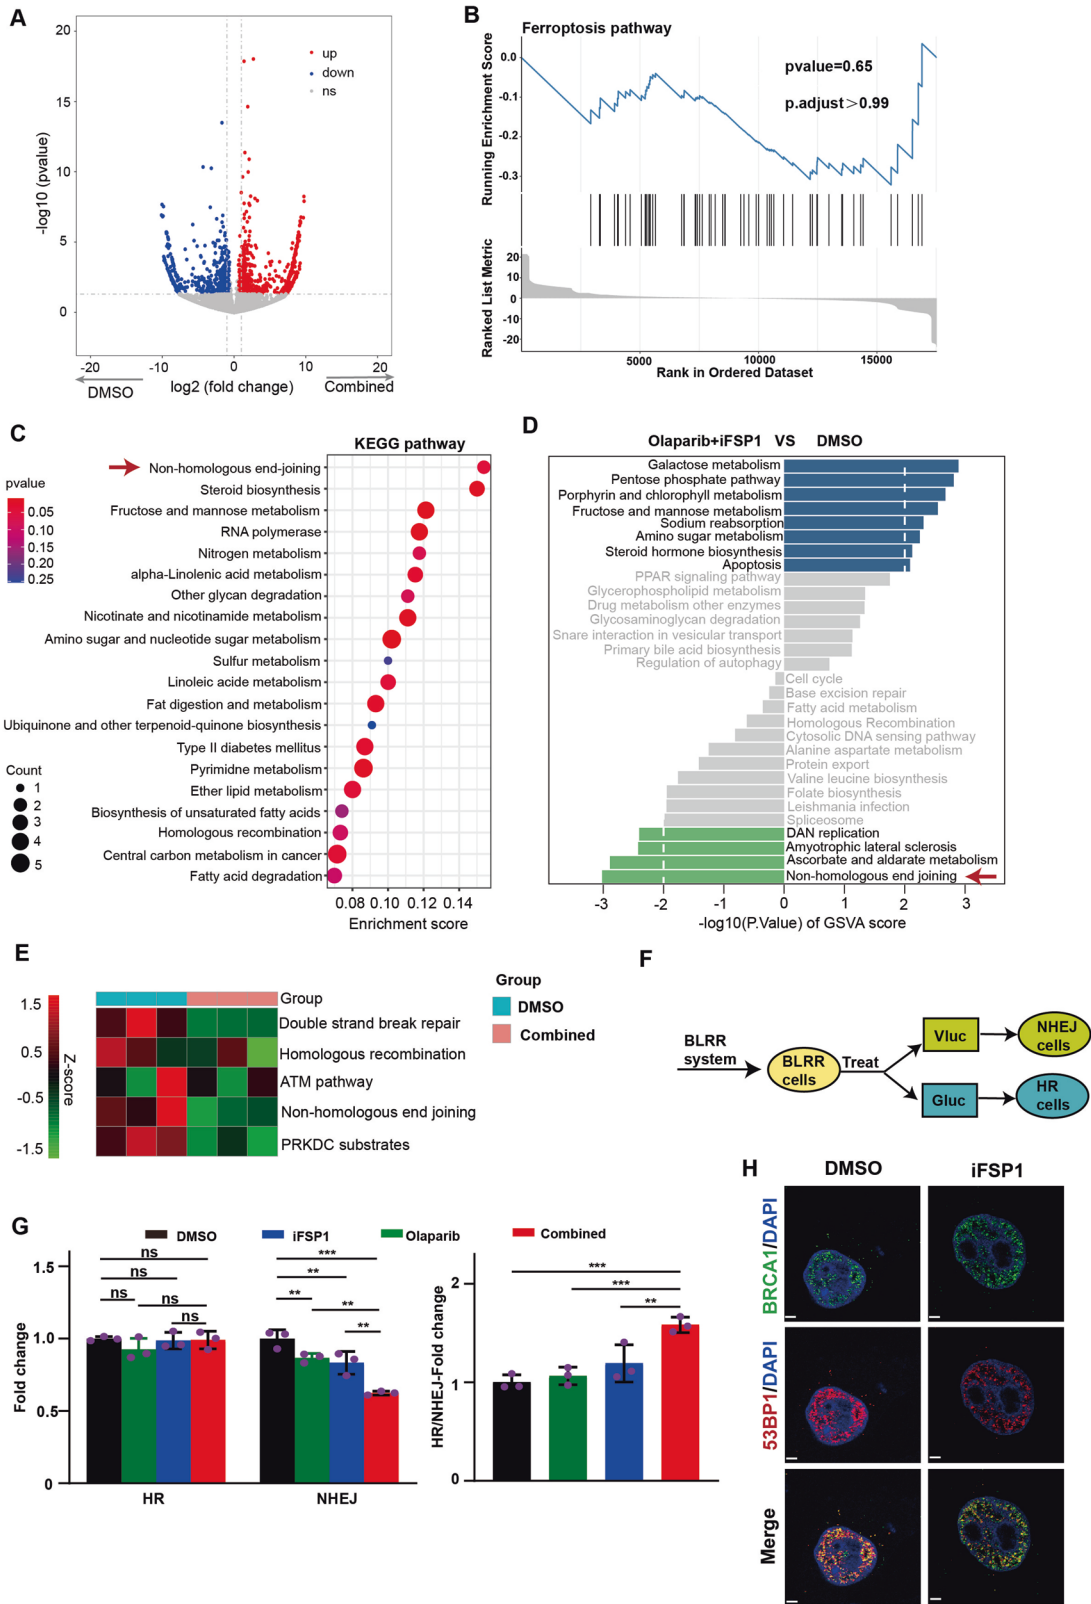 A
20
15
10
5
0
-log10 (pvalue)
up
down
ns
-20
-10
0
10
20
DMSO
log2 (fold change)
Combined
B
Ferroptosis pathway
Running Enrichment Score
0.0
-0.1
-0.2
-0.3
pvalue=0.65
p.adjust>0.99
Ranked List Metric
20
10
0
-10
-20
5000
10000
15000
Rank in Ordered Dataset
C
KEGG pathway
pvalue
0.05
0.10
0.15
0.20
0.25
Count
1
2
3
4
5
Non-homologous end-joining
Steroid biosynthesis
Fructose and mannose metabolism
RNA polymerase
Nitrogen metabolism
alpha-Linolenic acid metabolism
Other glycan degradation
Nicotinate and nicotinamide metabolism
Amino sugar and nucleotide sugar metabolism
Sulfur metabolism
Linoleic acide metabolism
Fat digestion and metabolism
Ubiquinone and other terpenoid-quinone biosynthesis
Type II diabetes mellitus
Pyrimidne metabolism
Ether lipid metabolism
Biosynthesis of unsaturated fatty acids
Homologous recombination
Central carbon metabolism in cancer
Fatty acid degradation
0.08 0.10 0.12 0.14
Enrichment score
D
Olaparib+iFSP1 VS DMSO
Galactose metabolism
Pentose phosphate pathway
Porphyrin and chlorophyll metabolism
Fructose and mannose metabolism
Sodium reabsorption
Amino sugar metabolism
Steroid hormone biosynthesis
Apoptosis
PPAR signaling pathway
Glycerophospholipid metabolism
Drug metabolism other enzymes
Glycosaminoglycan degradation
Snare interaction in vesicular transport
Primary bile acid biosynthesis
Regulation of autophagy
Cell cycle
Base excision repair
Fatty acid metabolism
Homologous Recombination
Cytosolic DNA sensing pathway
Alanine aspartate metabolism
Protein export
Valine leucine biosynthesis
Folate biosynthesis
Leishmania infection
Spliceosome
DAN replication
Amyotrophic lateral sclerosis
Ascorbate and aldarate metabolism
Non-homologous end joining
-3 -2 -1 0 1 2 3
-log10(P.Value) of GSVA score
E
1.5
0.5
-0.5
-1.5
Z-score
Group
Double strand break repair
Homologous recombination
ATM pathway
Non-homologous end joining
PRKDC substrates
Group
DMSO
Combined
F
BLRR
system
BLRR
cells
Treat
Vluc
Gluc
NHEJ
cells
HR
cells
G
DMSO
iFSP1
Olaparib
Combined
Fold change
1.5
1.0
0.5
0
ns
ns
ns
ns
ns
***
**
**
**
**
HR
NHEJ
HR/NHEJ-Fold change
2
1
0
***
***
**
H
DMSO
iFSP1
BRCA1/DAPI
53BP1/DAPI
Merge